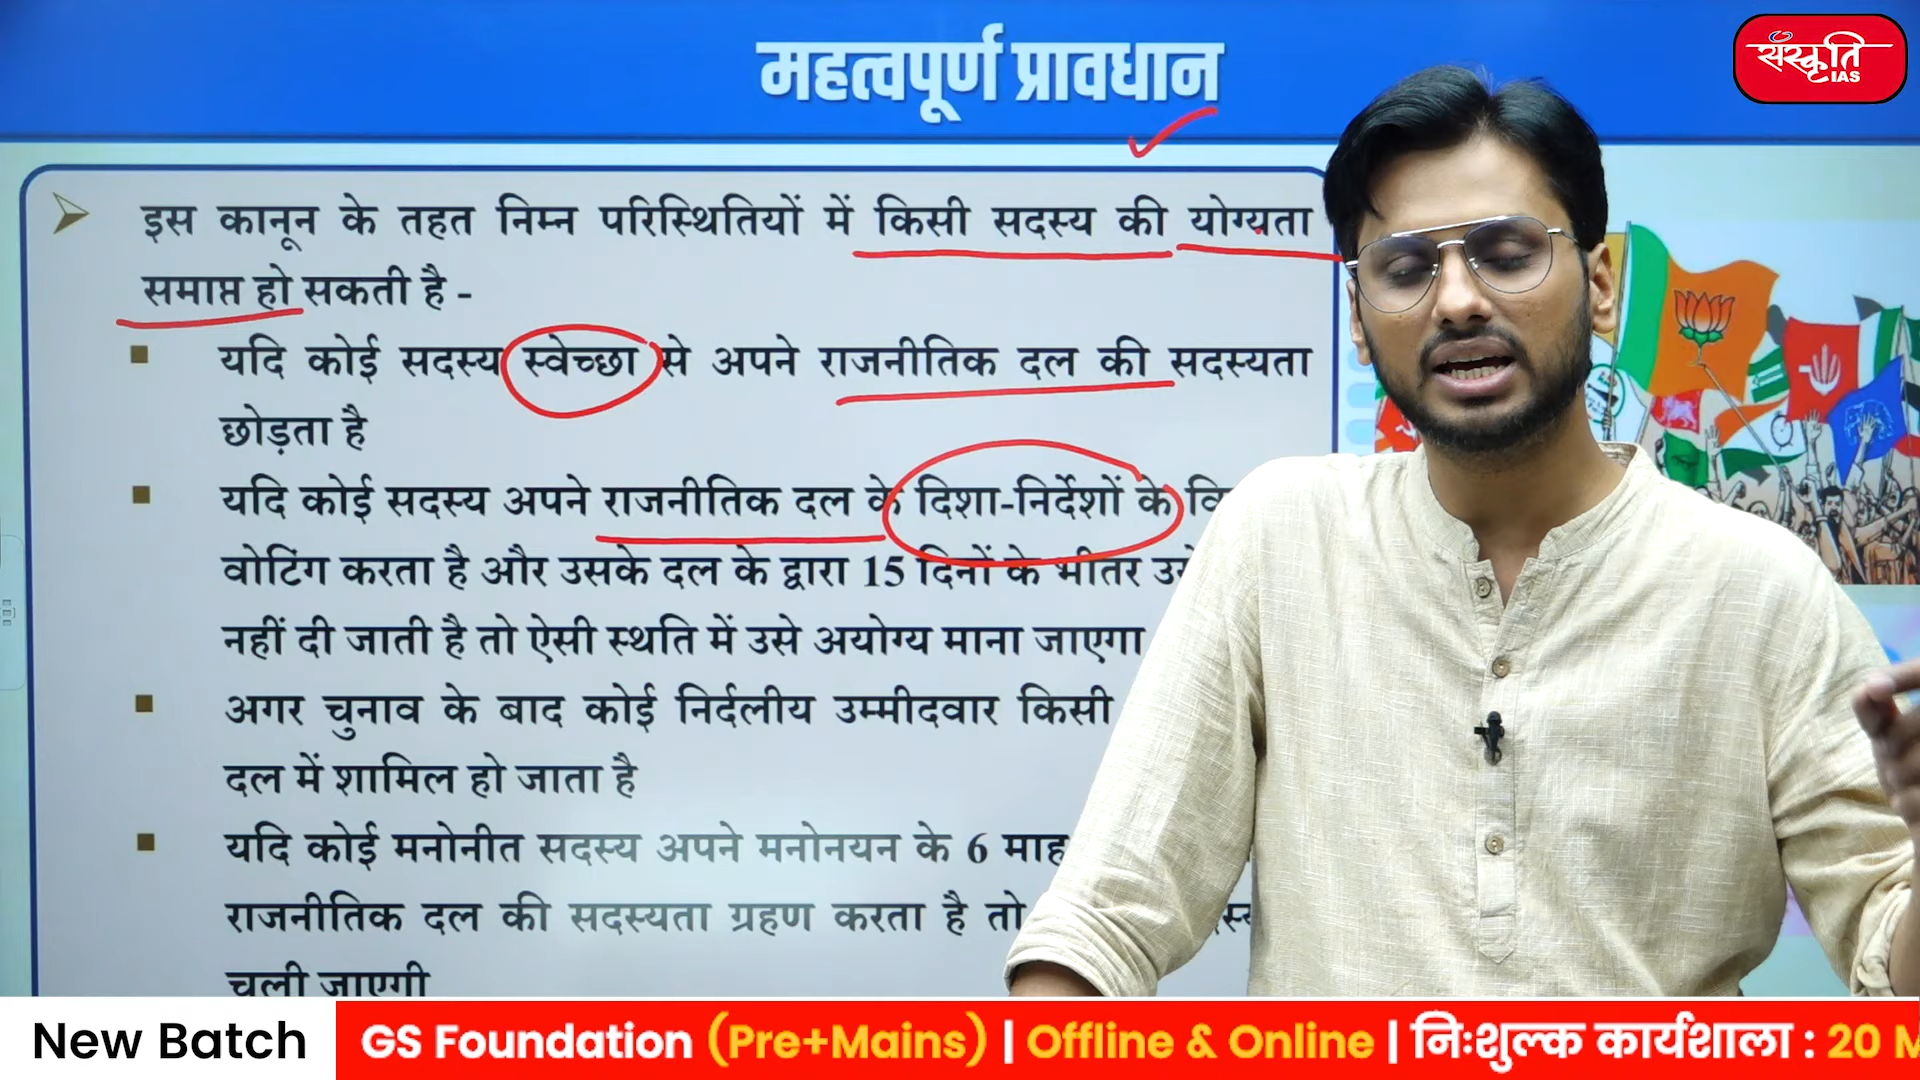 महत्वपूर्ण प्रावधान
संस्कृति
IAS
इस कानून के तहत निम्न परिस्थितियों में किसी सदस्य की योग्यता
समाप्त हो सकती है -
यदि कोई सदस्य स्वेच्छा से अपने राजनीतिक दल की सदस्यता
छोड़ता है
यदि कोई सदस्य अपने राजनीतिक दल के दिशा-निर्देशों के
वोटिंग करता है और उसके दल के द्वारा 15 दिनों के भीतर
नहीं दी जाती है तो ऐसी स्थति में उसे अयोग्य माना जाएगा
अगर चुनाव के बाद कोई निर्दलीय उम्मीदवार किसी
दल में शामिल हो जाता है
यदि कोई मनोनीत सदस्य अपने मनोनयन के 6 माह
राजनीतिक दल की सदस्यता ग्रहण करता है तो
चली जाएगी
New Batch GS Foundation (Pre+Mains) | Offline & Online | निःशुल्क कार्यशाला : 20